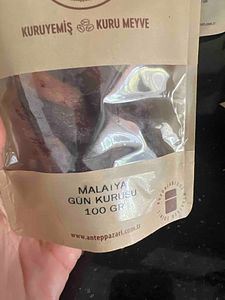 KURUYEMİŞ KURU MEYVE
MALATYA
GÜN KURUSU
100 GR
www.anteppazari.com.tr